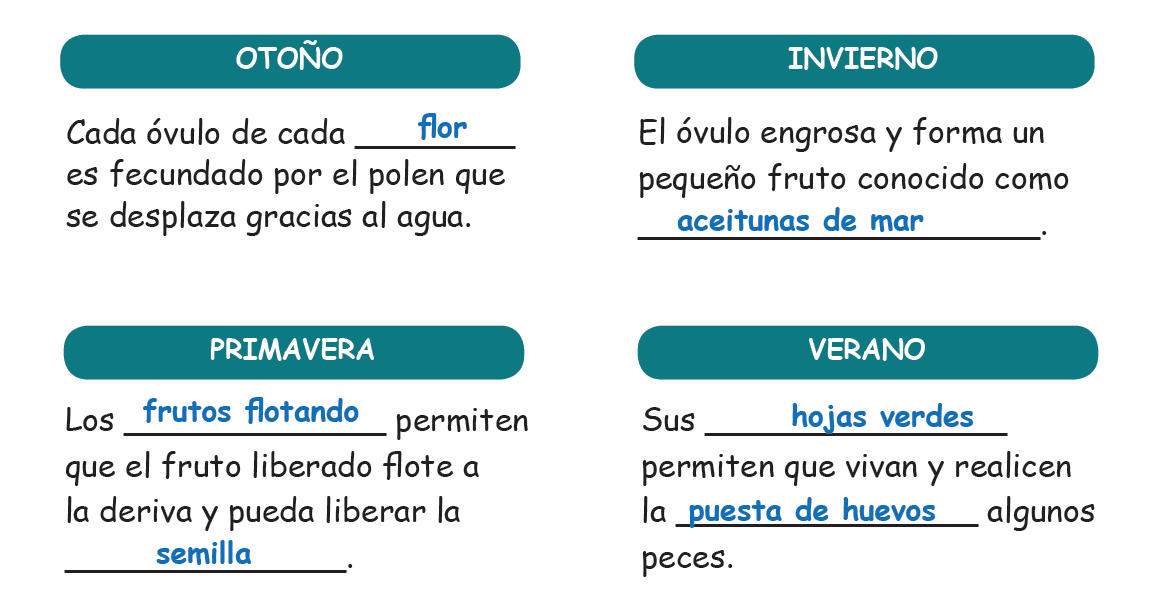 OTOÑO
Cada óvulo de cada flor
es fecundado por el polen que
se desplaza gracias al agua.
INVIERNO
El óvulo engrosa y forma un
pequeño fruto conocido como
aceitunas de mar.
PRIMAVERA
Los frutos flotando permiten
que el fruto liberado flote a
la deriva y pueda liberar la
semilla.
VERANO
Sus hojas verdes
permiten que vivan y realicen
la puesta de huevos algunos
peces.